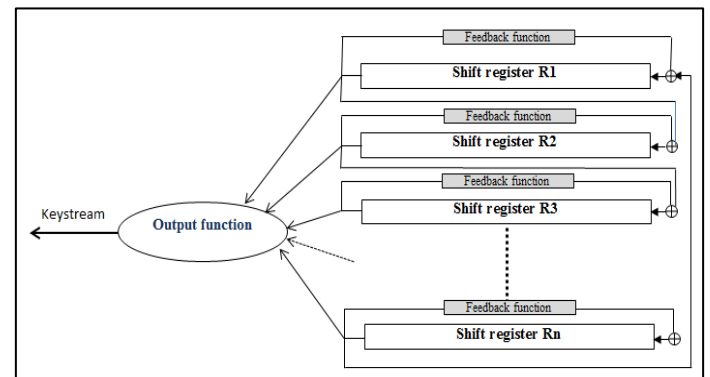 Feedback function
Shift register R1
Feedback function
Shift register R2
Feedback function
Shift register R3
Keystream
Output function
Feedback function
Shift register Rn